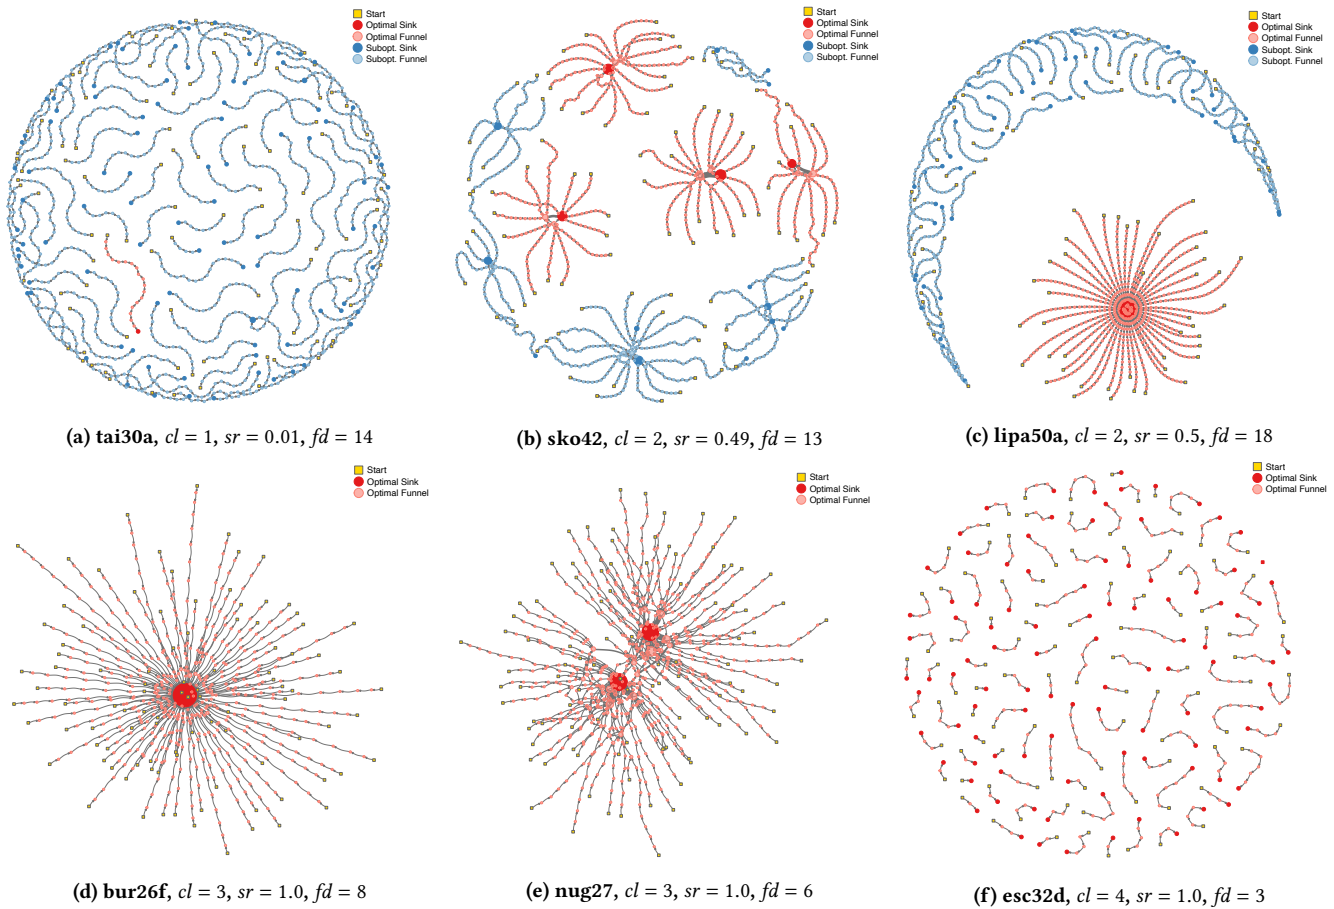 Start
Optimal Sink
Optimal Funnel
Subopt. Sink
Subopt. Funnel
Start
Optimal Sink
Optimal Funnel
Subopt. Sink
Subopt. Funnel
Start
Optimal Sink
Optimal Funnel
Subopt. Sink
Subopt. Funnel
(a) tai30a, cl = 1, sr = 0.01, fd = 14
(b) sko42, cl = 2, sr = 0.49, fd = 13
(c) lipa50a, cl = 2, sr = 0.5, fd = 18
Start
Optimal Sink
Optimal Funnel
Start
Optimal Sink
Optimal Funnel
Start
Optimal Sink
Optimal Funnel
(d) bur26f, cl = 3, sr = 1.0, fd = 8
(e) nug27, cl = 3, sr = 1.0, fd = 6
(f) esc32d, cl = 4, sr = 1.0, fd = 3